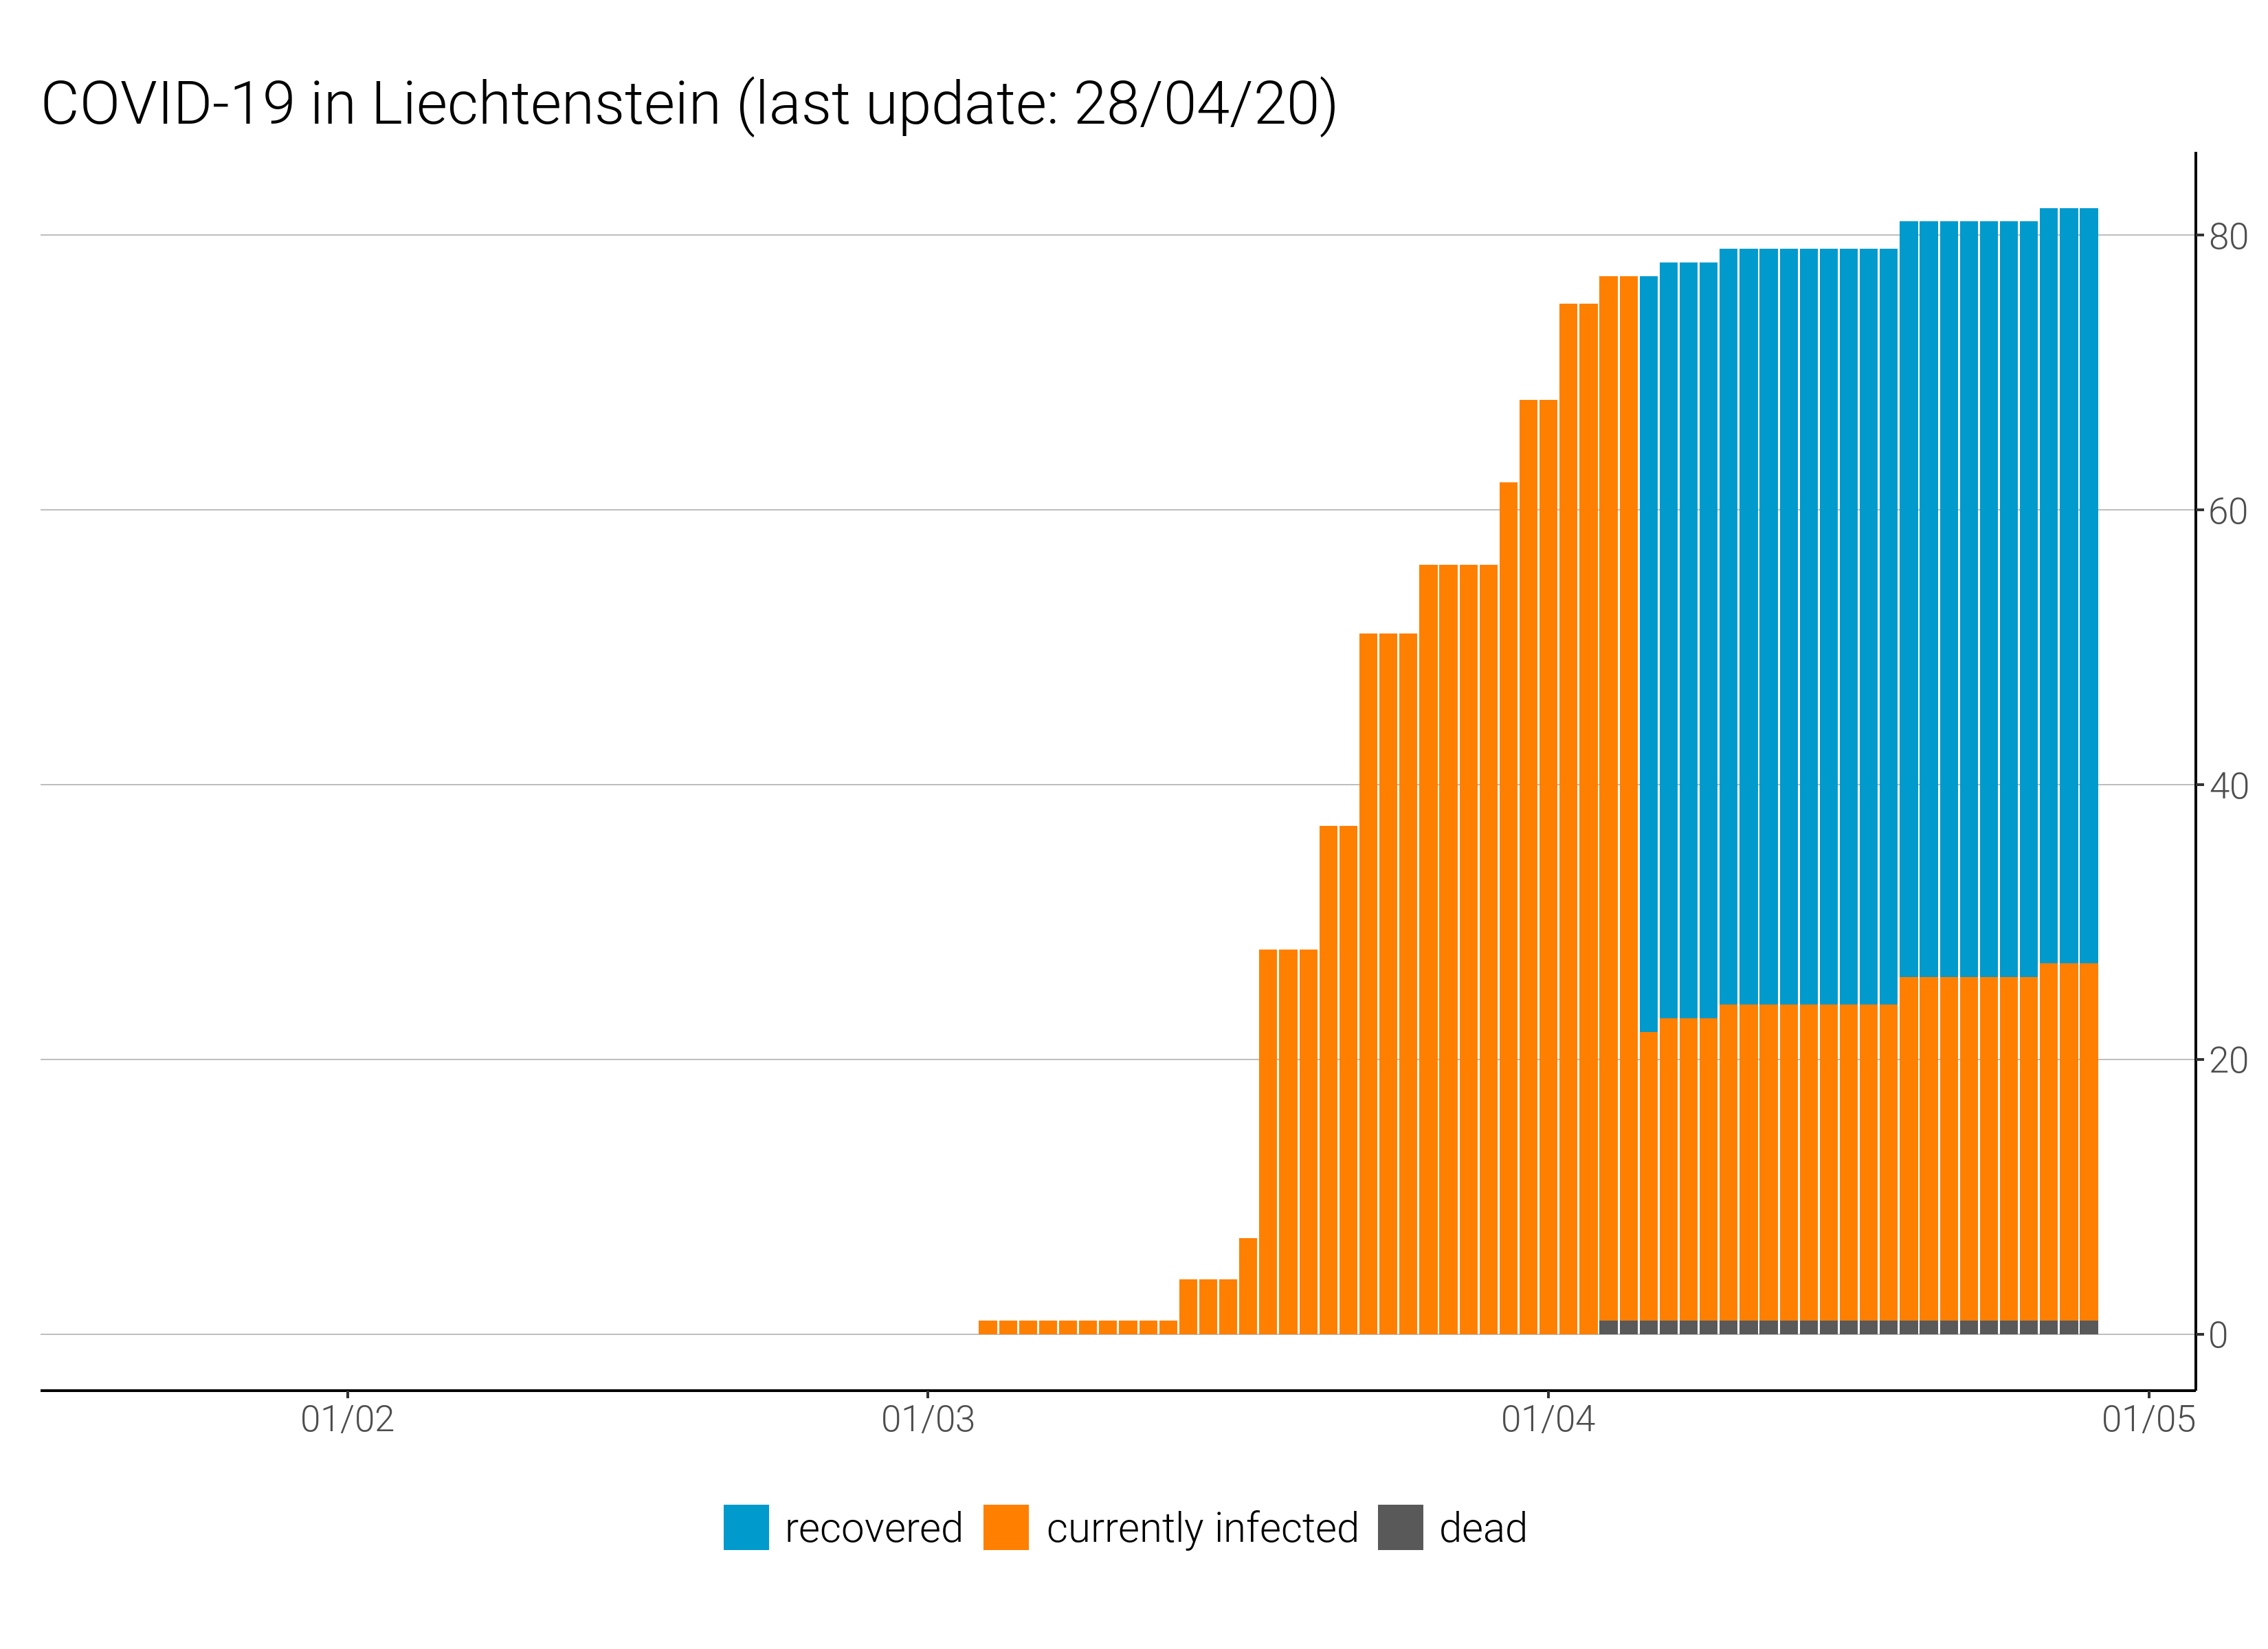 COVID-19 in Liechtenstein (last update: 28/04/20)
80
60
40
20
0
01/02 01/03 01/04 01/05
recovered currently infected dead